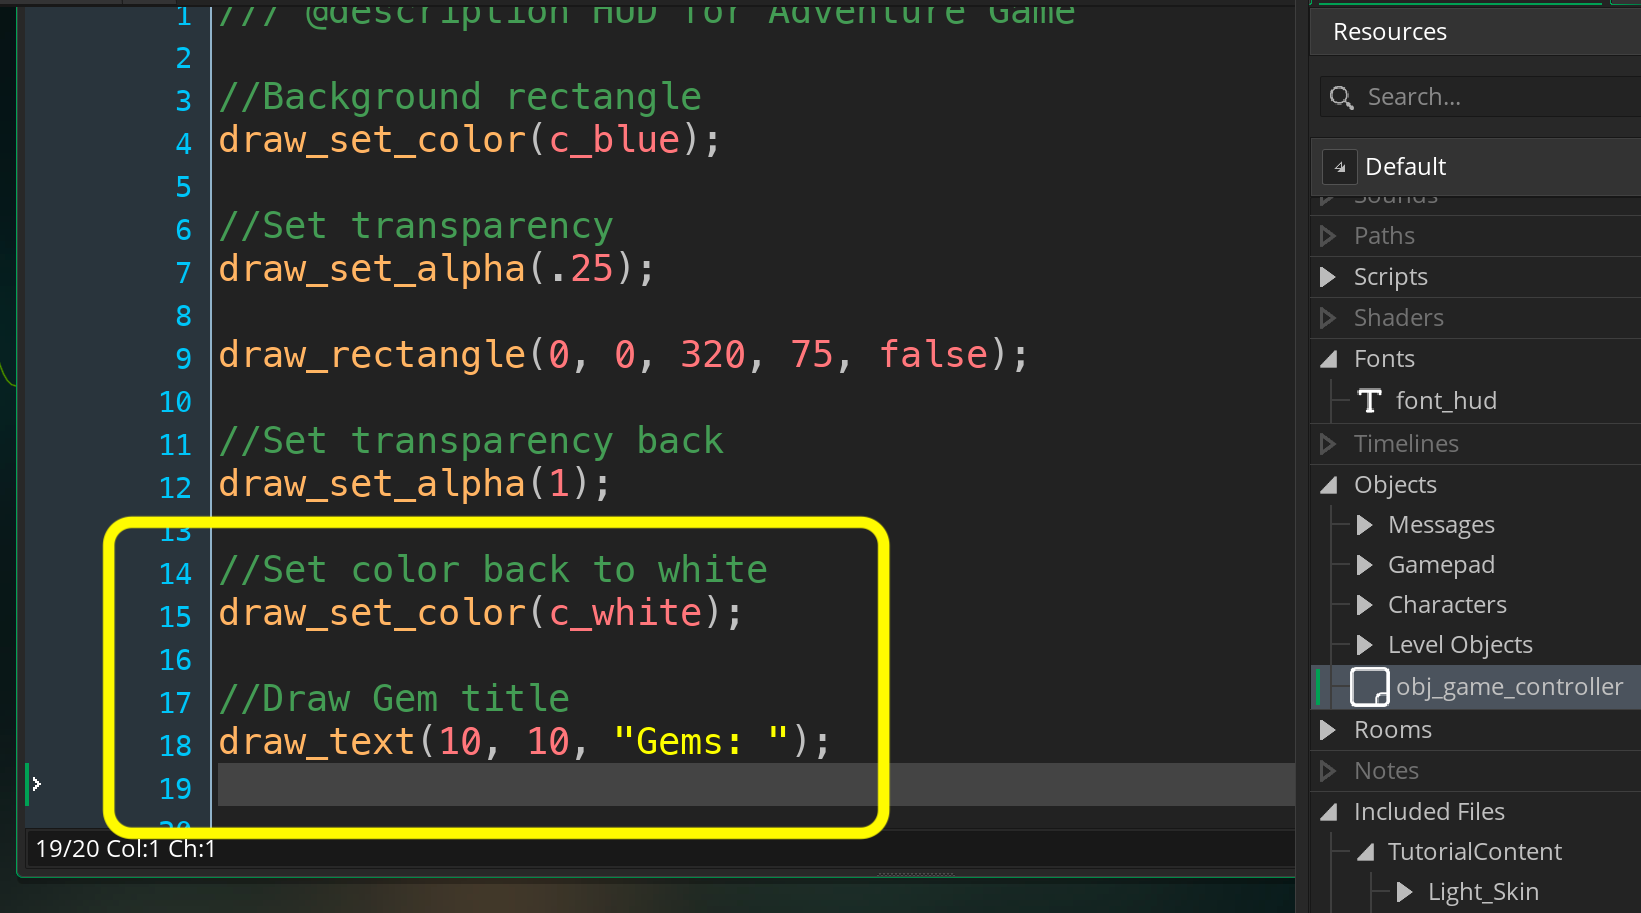 1 /// @description HUD for Adventure Game
2
3 //Background rectangle
4 draw_set_color(c_blue);
5
6 //Set transparency
7 draw_set_alpha(.25);
8
9 draw_rectangle(0, 0, 320, 75, false);
10
11 //Set transparency back
12 draw_set_alpha(1);
13
14 //Set color back to white
15 draw_set_color(c_white);
16
17 //Draw Gem title
18 draw_text(10, 10, "Gems: ");
19
20
19/20 Col:1 Ch:1
Resources
Search...
Default
Sounds
Paths
Scripts
Shaders
Fonts
font_hud
Timelines
Objects
Messages
Gamepad
Characters
Level Objects
obj_game_controller
Rooms
Notes
Included Files
TutorialContent
Light_Skin